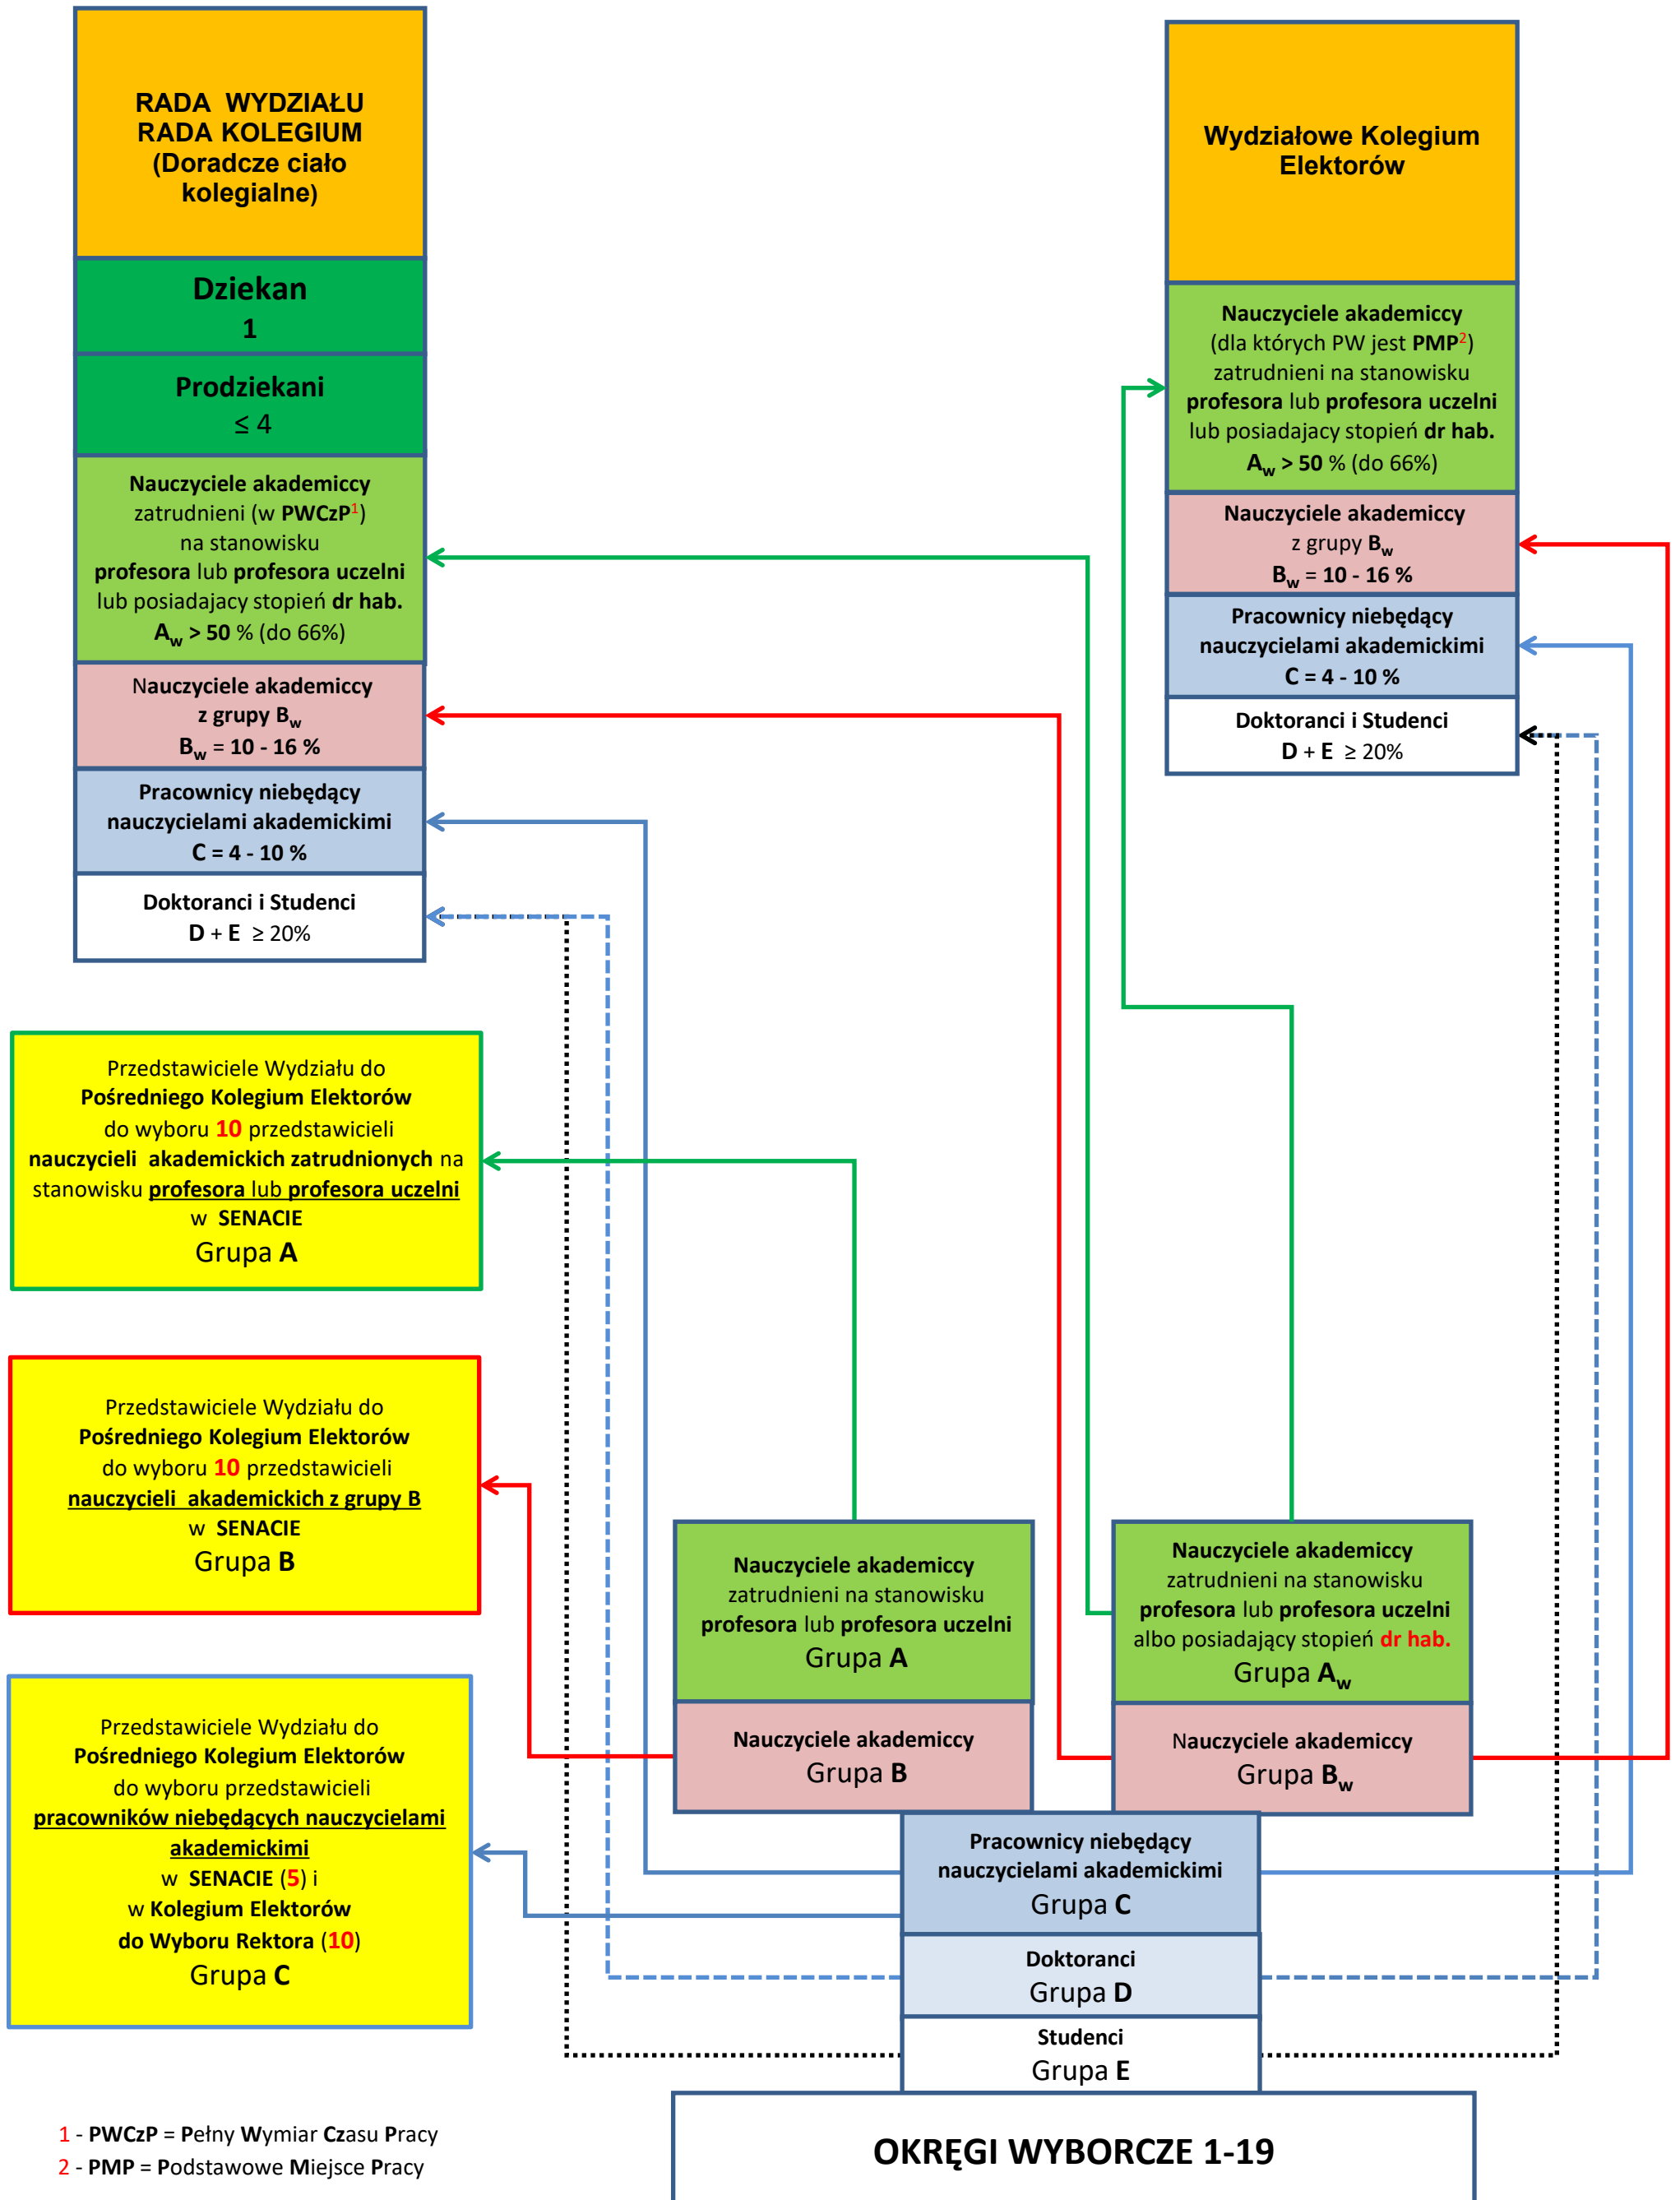 RADA WYDZIAŁU
RADA KOLEGIUM
(Doradcze ciało
kolegialne)
Dziekan
1
Prodziekani
≤ 4
Nauczyciele akademiccy
zatrudnieni (w PWCzP1)
na stanowisku
profesora lub profesora uczelni
lub posiadajacy stopień dr hab.
Aw > 50 % (do 66%)
Nauczyciele akademiccy
z grupy Bw
Bw = 10 - 16 %
Pracownicy niebędący
nauczycielami akademickimi
C = 4 - 10 %
Doktoranci i Studenci
D + E ≥ 20%
Wydziałowe Kolegium
Elektorów
Nauczyciele akademiccy
(dla których PW jest PMP2)
zatrudnieni na stanowisku
profesora lub profesora uczelni
lub posiadajacy stopień dr hab.
Aw > 50 % (do 66%)
Nauczyciele akademiccy
z grupy Bw
Bw = 10 - 16 %
Pracownicy niebędący
nauczycielami akademickimi
C = 4 - 10 %
Doktoranci i Studenci
D + E ≥ 20%
Przedstawiciele Wydziału do
Pośredniego Kolegium Elektorów
do wyboru 10 przedstawicieli
nauczycieli akademickich zatrudnionych na
stanowisku profesora lub profesora uczelni
w SENACIE
Grupa A
Przedstawiciele Wydziału do
Pośredniego Kolegium Elektorów
do wyboru 10 przedstawicieli
nauczycieli akademickich z grupy B
w SENACIE
Grupa B
Przedstawiciele Wydziału do
Pośredniego Kolegium Elektorów
do wyboru przedstawicieli
pracowników niebędących nauczycielami
akademickimi
w SENACIE (5) i
w Kolegium Elektorów
do Wyboru Rektora (10)
Grupa C
Nauczyciele akademiccy
zatrudnieni na stanowisku
profesora lub profesora uczelni
Grupa A
Nauczyciele akademiccy
Grupa B
Nauczyciele akademiccy
zatrudnieni na stanowisku
profesora lub profesora uczelni
albo posiadający stopień dr hab.
Grupa Aw
Nauczyciele akademiccy
Grupa Bw
Pracownicy niebędący
nauczycielami akademickimi
Grupa C
Doktoranci
Grupa D
Studenci
Grupa E
OKRĘGI WYBORCZE 1-19
1 - PWCzP = Pełny Wymiar Czasu Pracy
2 - PMP = Podstawowe Miejsce Pracy